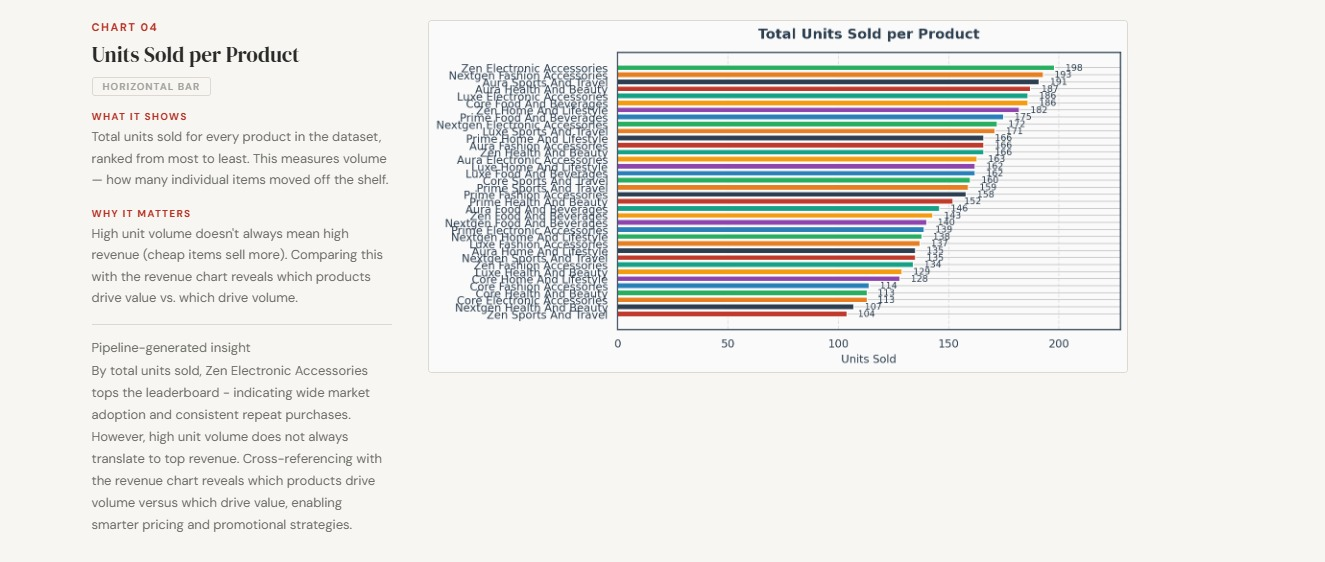 CHART 04
Units Sold per Product
HORIZONTAL BAR
WHAT IT SHOWS
Total units sold for every product in the dataset,
ranked from most to least. This measures volume
— how many individual items moved off the shelf.
WHY IT MATTERS
High unit volume doesn't always mean high
revenue (cheap items sell more). Comparing this
with the revenue chart reveals which products
drive value vs. which drive volume.
Pipeline-generated insight
By total units sold, Zen Electronic Accessories
tops the leaderboard - indicating wide market
adoption and consistent repeat purchases.
However, high unit volume does not always
translate to top revenue. Cross-referencing with
the revenue chart reveals which products drive
volume versus which drive value, enabling
smarter pricing and promotional strategies.
Total Units Sold per Product
Zen Electronic Accessories 198
Nextgen Fashion Accessories 193
Aura Sports And Travel 191
Aura Health And Beauty 187
Luxe Electronic Accessories 186
Core Food And Beverages 186
Zen Home And Lifestyle 182
Prime Food And Beverages 175
Nextgen Electronic Accessories 172
Luxe Sports And Travel 171
Prime Home And Lifestyle 166
Aura Fashion Accessories 166
Zen Health And Beauty 166
Aura Electronic Accessories 163
Luxe Home And Lifestyle 162
Luxe Food And Beverages 162
Core Sports And Travel 160
Prime Sports And Travel 159
Prime Fashion Accessories 158
Prime Health And Beauty 152
Aura Food And Beverages 146
Zen Food And Beverages 143
Nextgen Food And Beverages 140
Prime Electronic Accessories 139
Nextgen Home And Lifestyle 138
Luxe Fashion Accessories 137
Aura Home And Lifestyle 135
Nextgen Sports And Travel 135
Zen Fashion Accessories 134
Luxe Health And Beauty 129
Core Home And Lifestyle 128
Core Fashion Accessories 114
Core Health And Beauty 113
Core Electronic Accessories 113
Nextgen Health And Beauty 107
Zen Sports And Travel 104
0 50 100 150 200
Units Sold